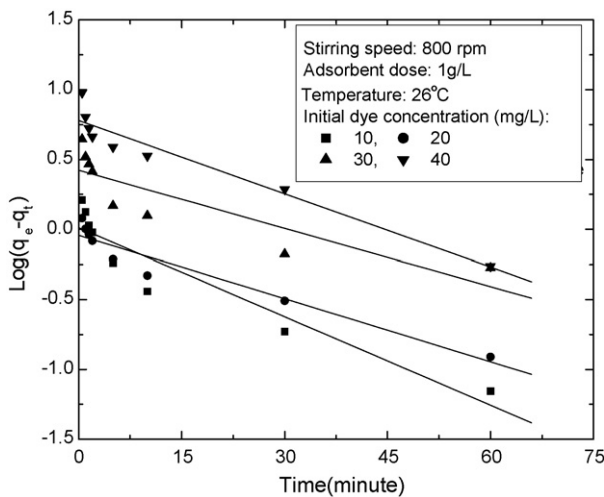 1.5
1.0
0.5
0.0
-0.5
-1.0
-1.5
Log(qₑ-qₜ)
Stirring speed: 800 rpm
Adsorbent dose: 1g/L
Temperature: 26°C
Initial dye concentration (mg/L):
10, 20
30, 40
e
0 15 30 45 60 75
Time(minute)